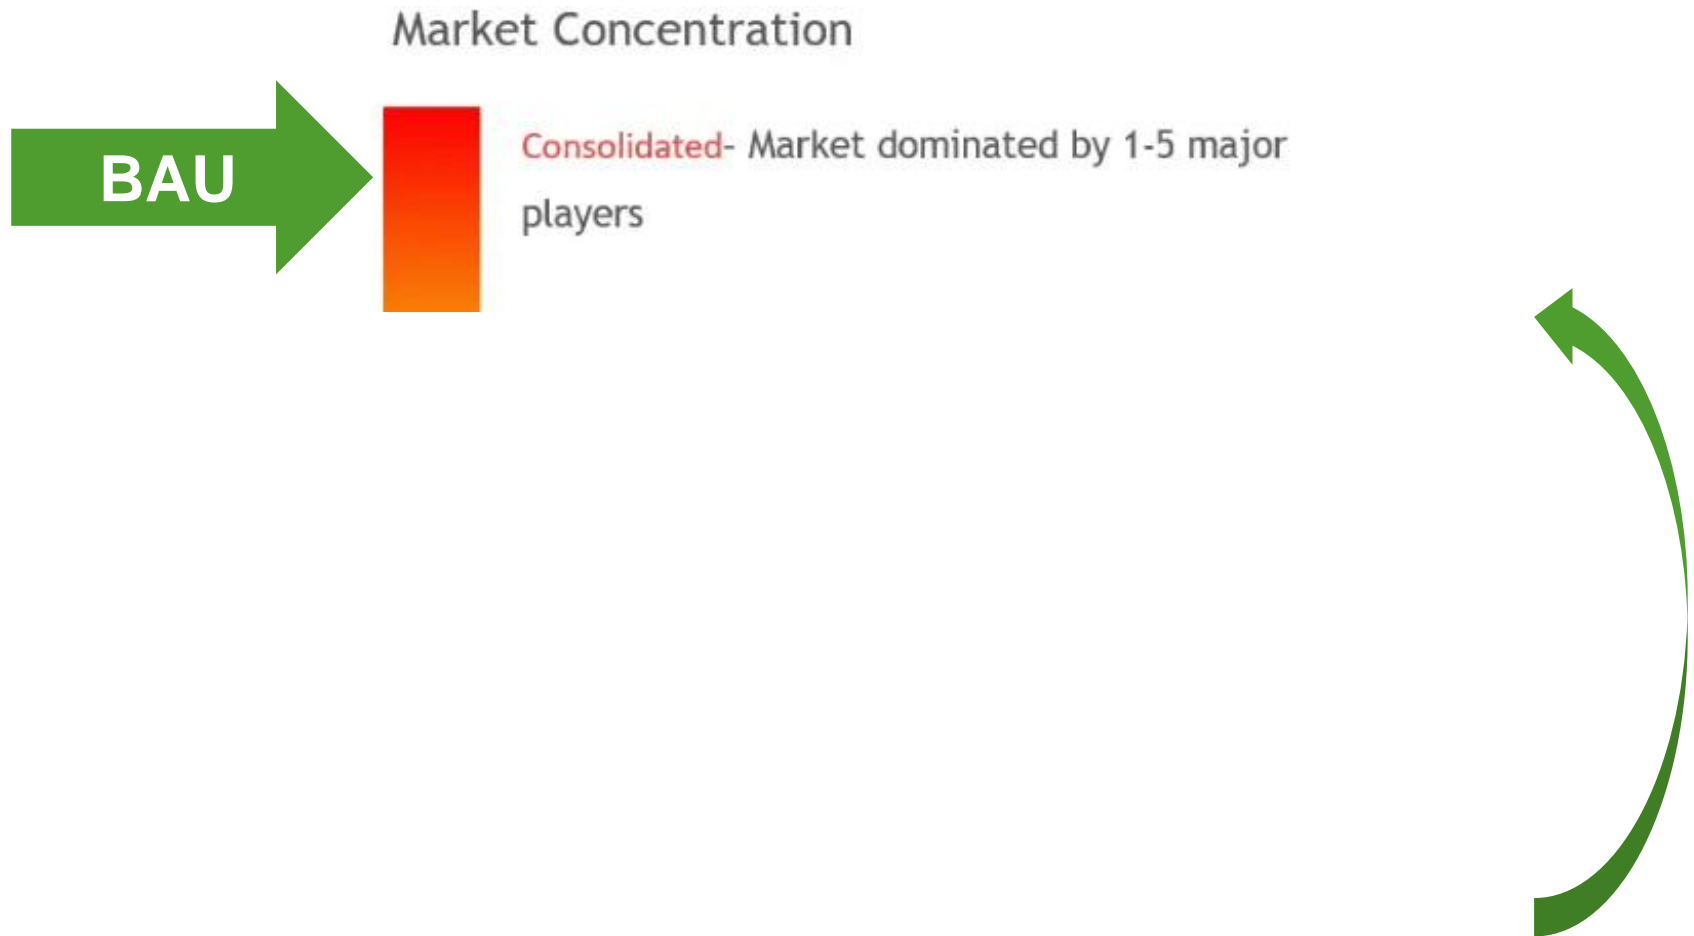 Market Concentration
BAU
Consolidated- Market dominated by 1-5 major
players